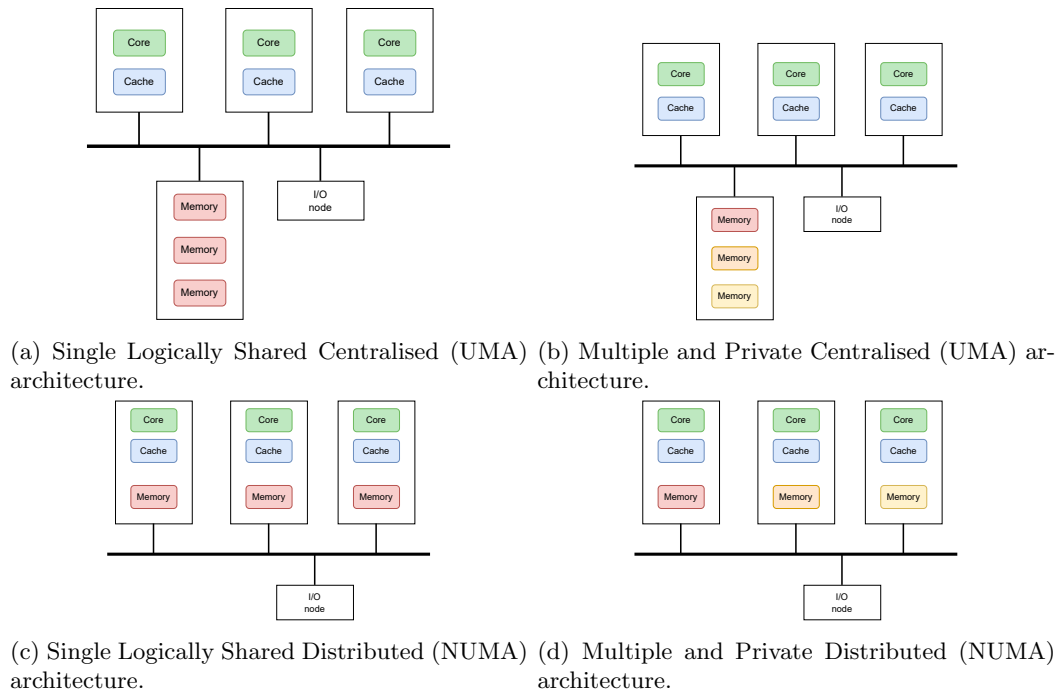 Core
Core
Core
Cache
Cache
Cache
Memory
Memory
Memory
I/O
node
Core
Core
Core
Cache
Cache
Cache
Memory
Memory
Memory
I/O
node
(a) Single Logically Shared Centralised (UMA)
architecture.
(b) Multiple and Private Centralised (UMA) ar-
chitecture.
Core
Core
Core
Cache
Cache
Cache
Memory
Memory
Memory
I/O
node
Core
Core
Core
Cache
Cache
Cache
Memory
Memory
Memory
I/O
node
(c) Single Logically Shared Distributed (NUMA)
architecture.
(d) Multiple and Private Distributed (NUMA)
architecture.